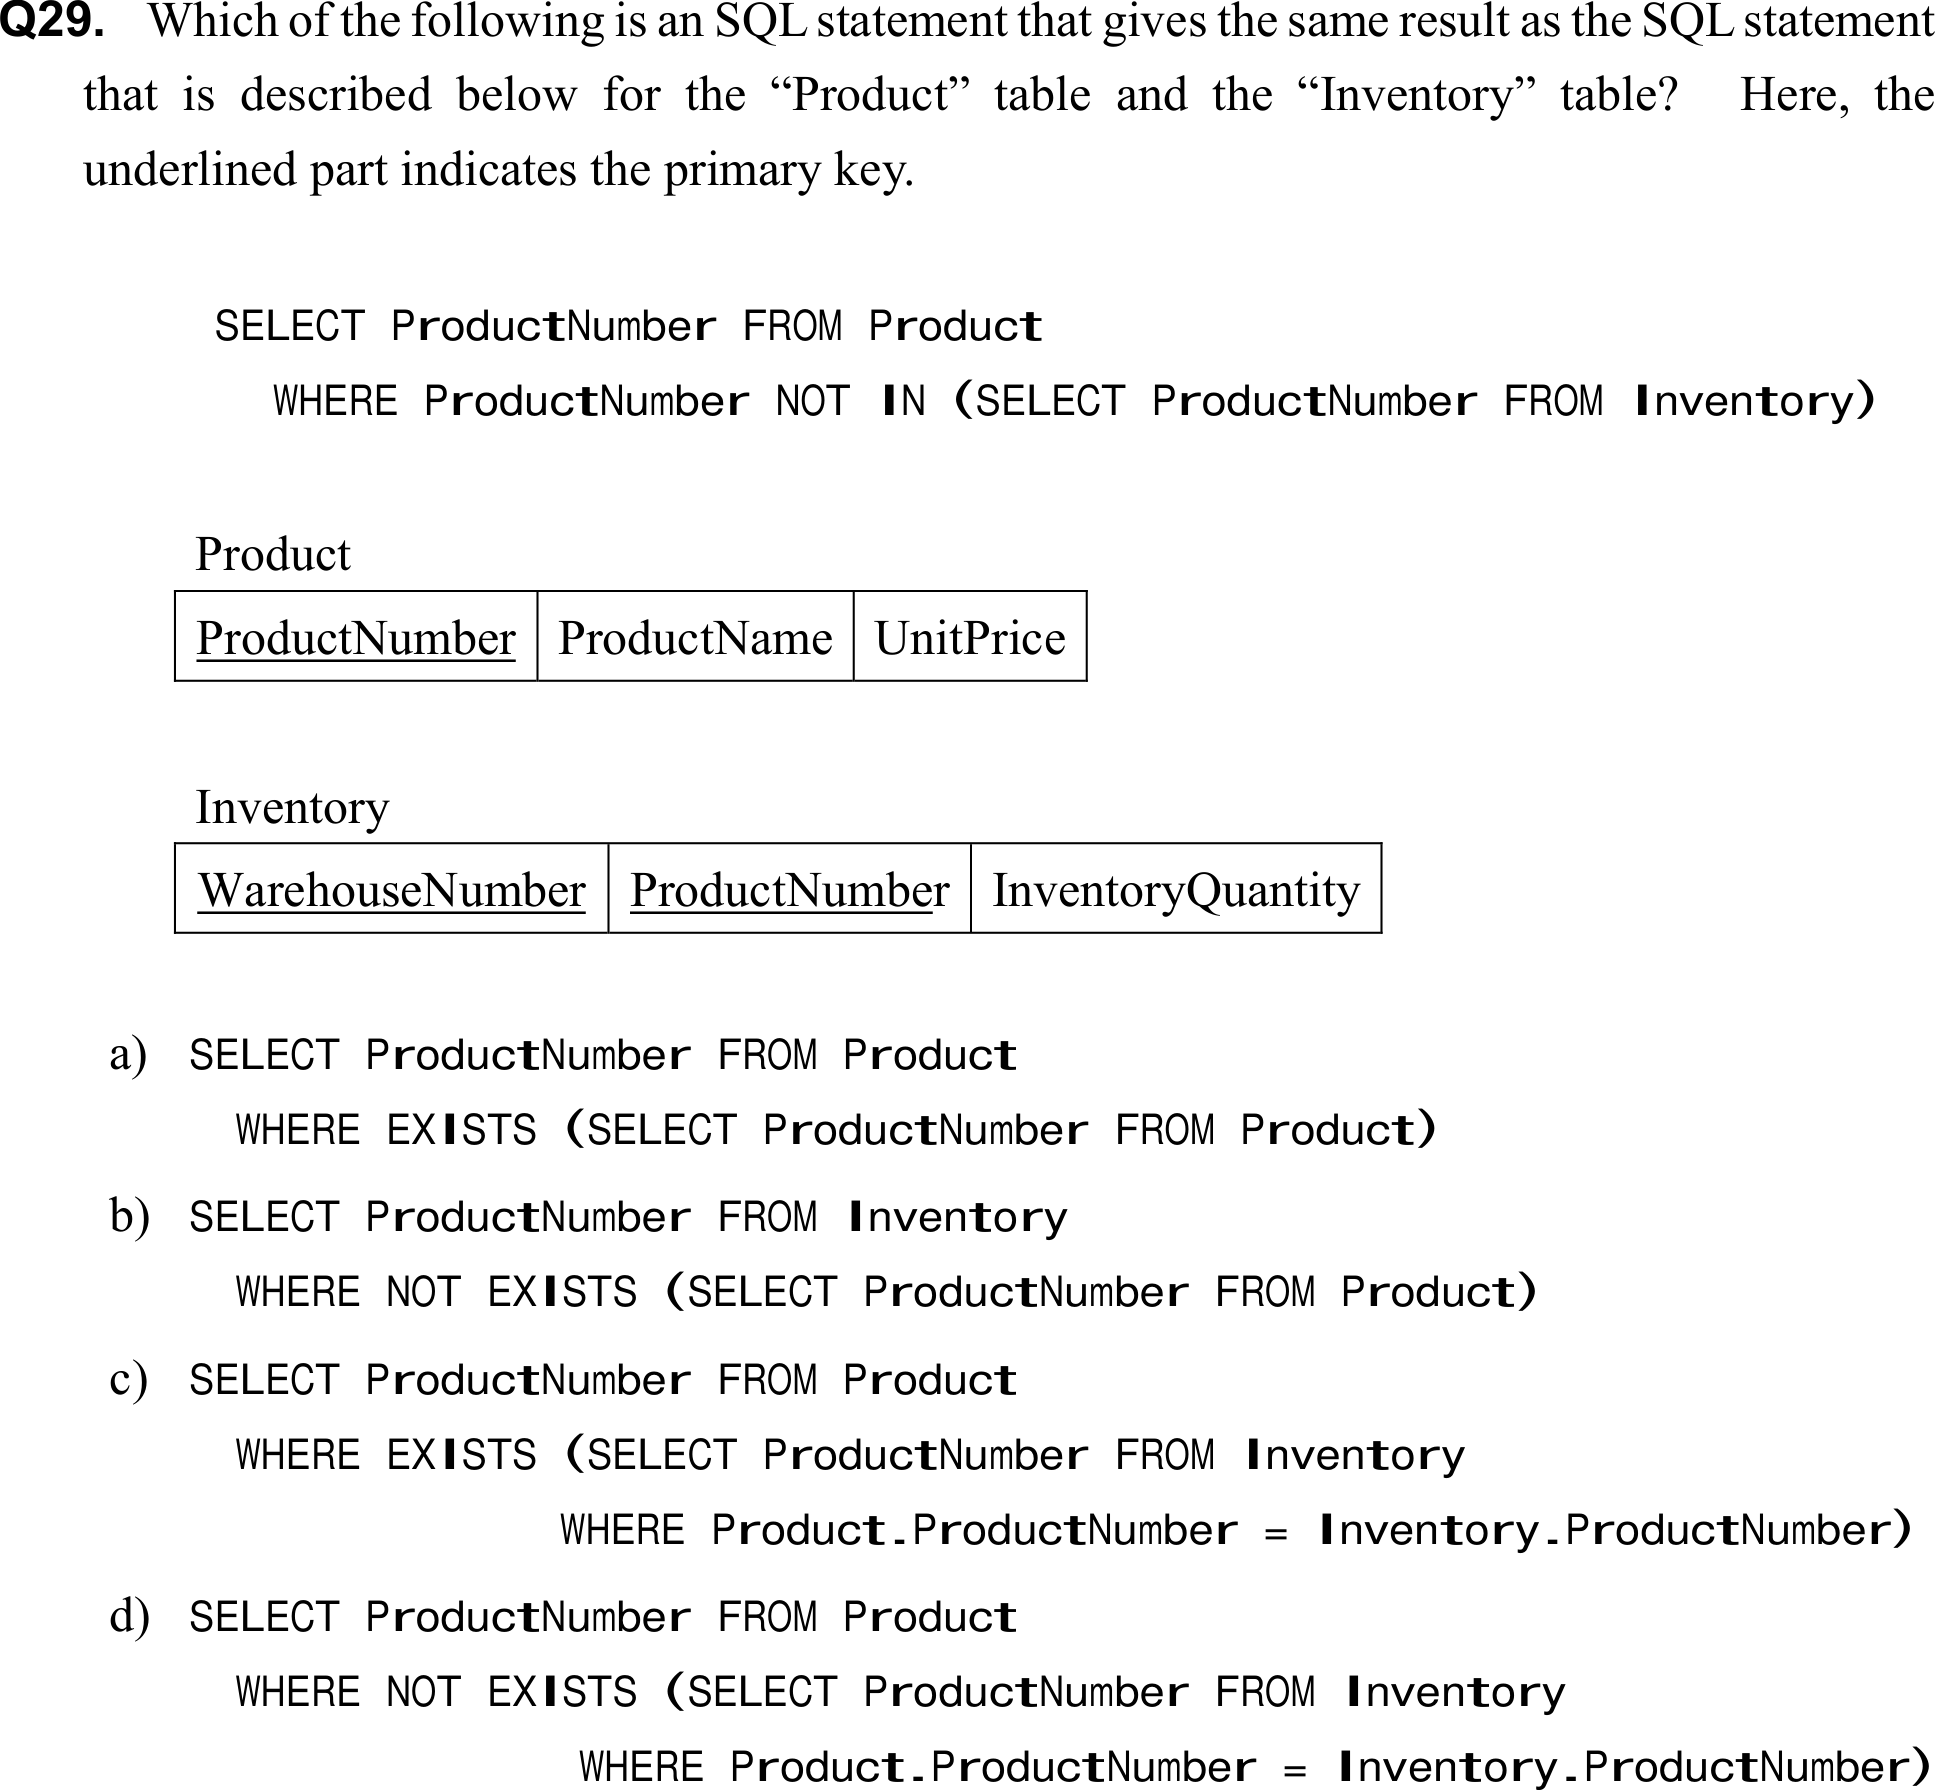 Q29. Which of the following is an SQL statement that gives the same result as the SQL statement
that is described below for the “Product” table and the “Inventory” table? Here, the
underlined part indicates the primary key.
SELECT ProductNumber FROM Product
WHERE ProductNumber NOT IN (SELECT ProductNumber FROM Inventory)
Product
ProductNumber ProductName UnitPrice
Inventory
WarehouseNumber ProductNumber InventoryQuantity
a) SELECT ProductNumber FROM Product
WHERE EXISTS (SELECT ProductNumber FROM Product)
b) SELECT ProductNumber FROM Inventory
WHERE NOT EXISTS (SELECT ProductNumber FROM Product)
c) SELECT ProductNumber FROM Product
WHERE EXISTS (SELECT ProductNumber FROM Inventory
WHERE Product.ProductNumber = Inventory.ProductNumber)
d) SELECT ProductNumber FROM Product
WHERE NOT EXISTS (SELECT ProductNumber FROM Inventory
WHERE Product.ProductNumber = Inventory.ProductNumber)